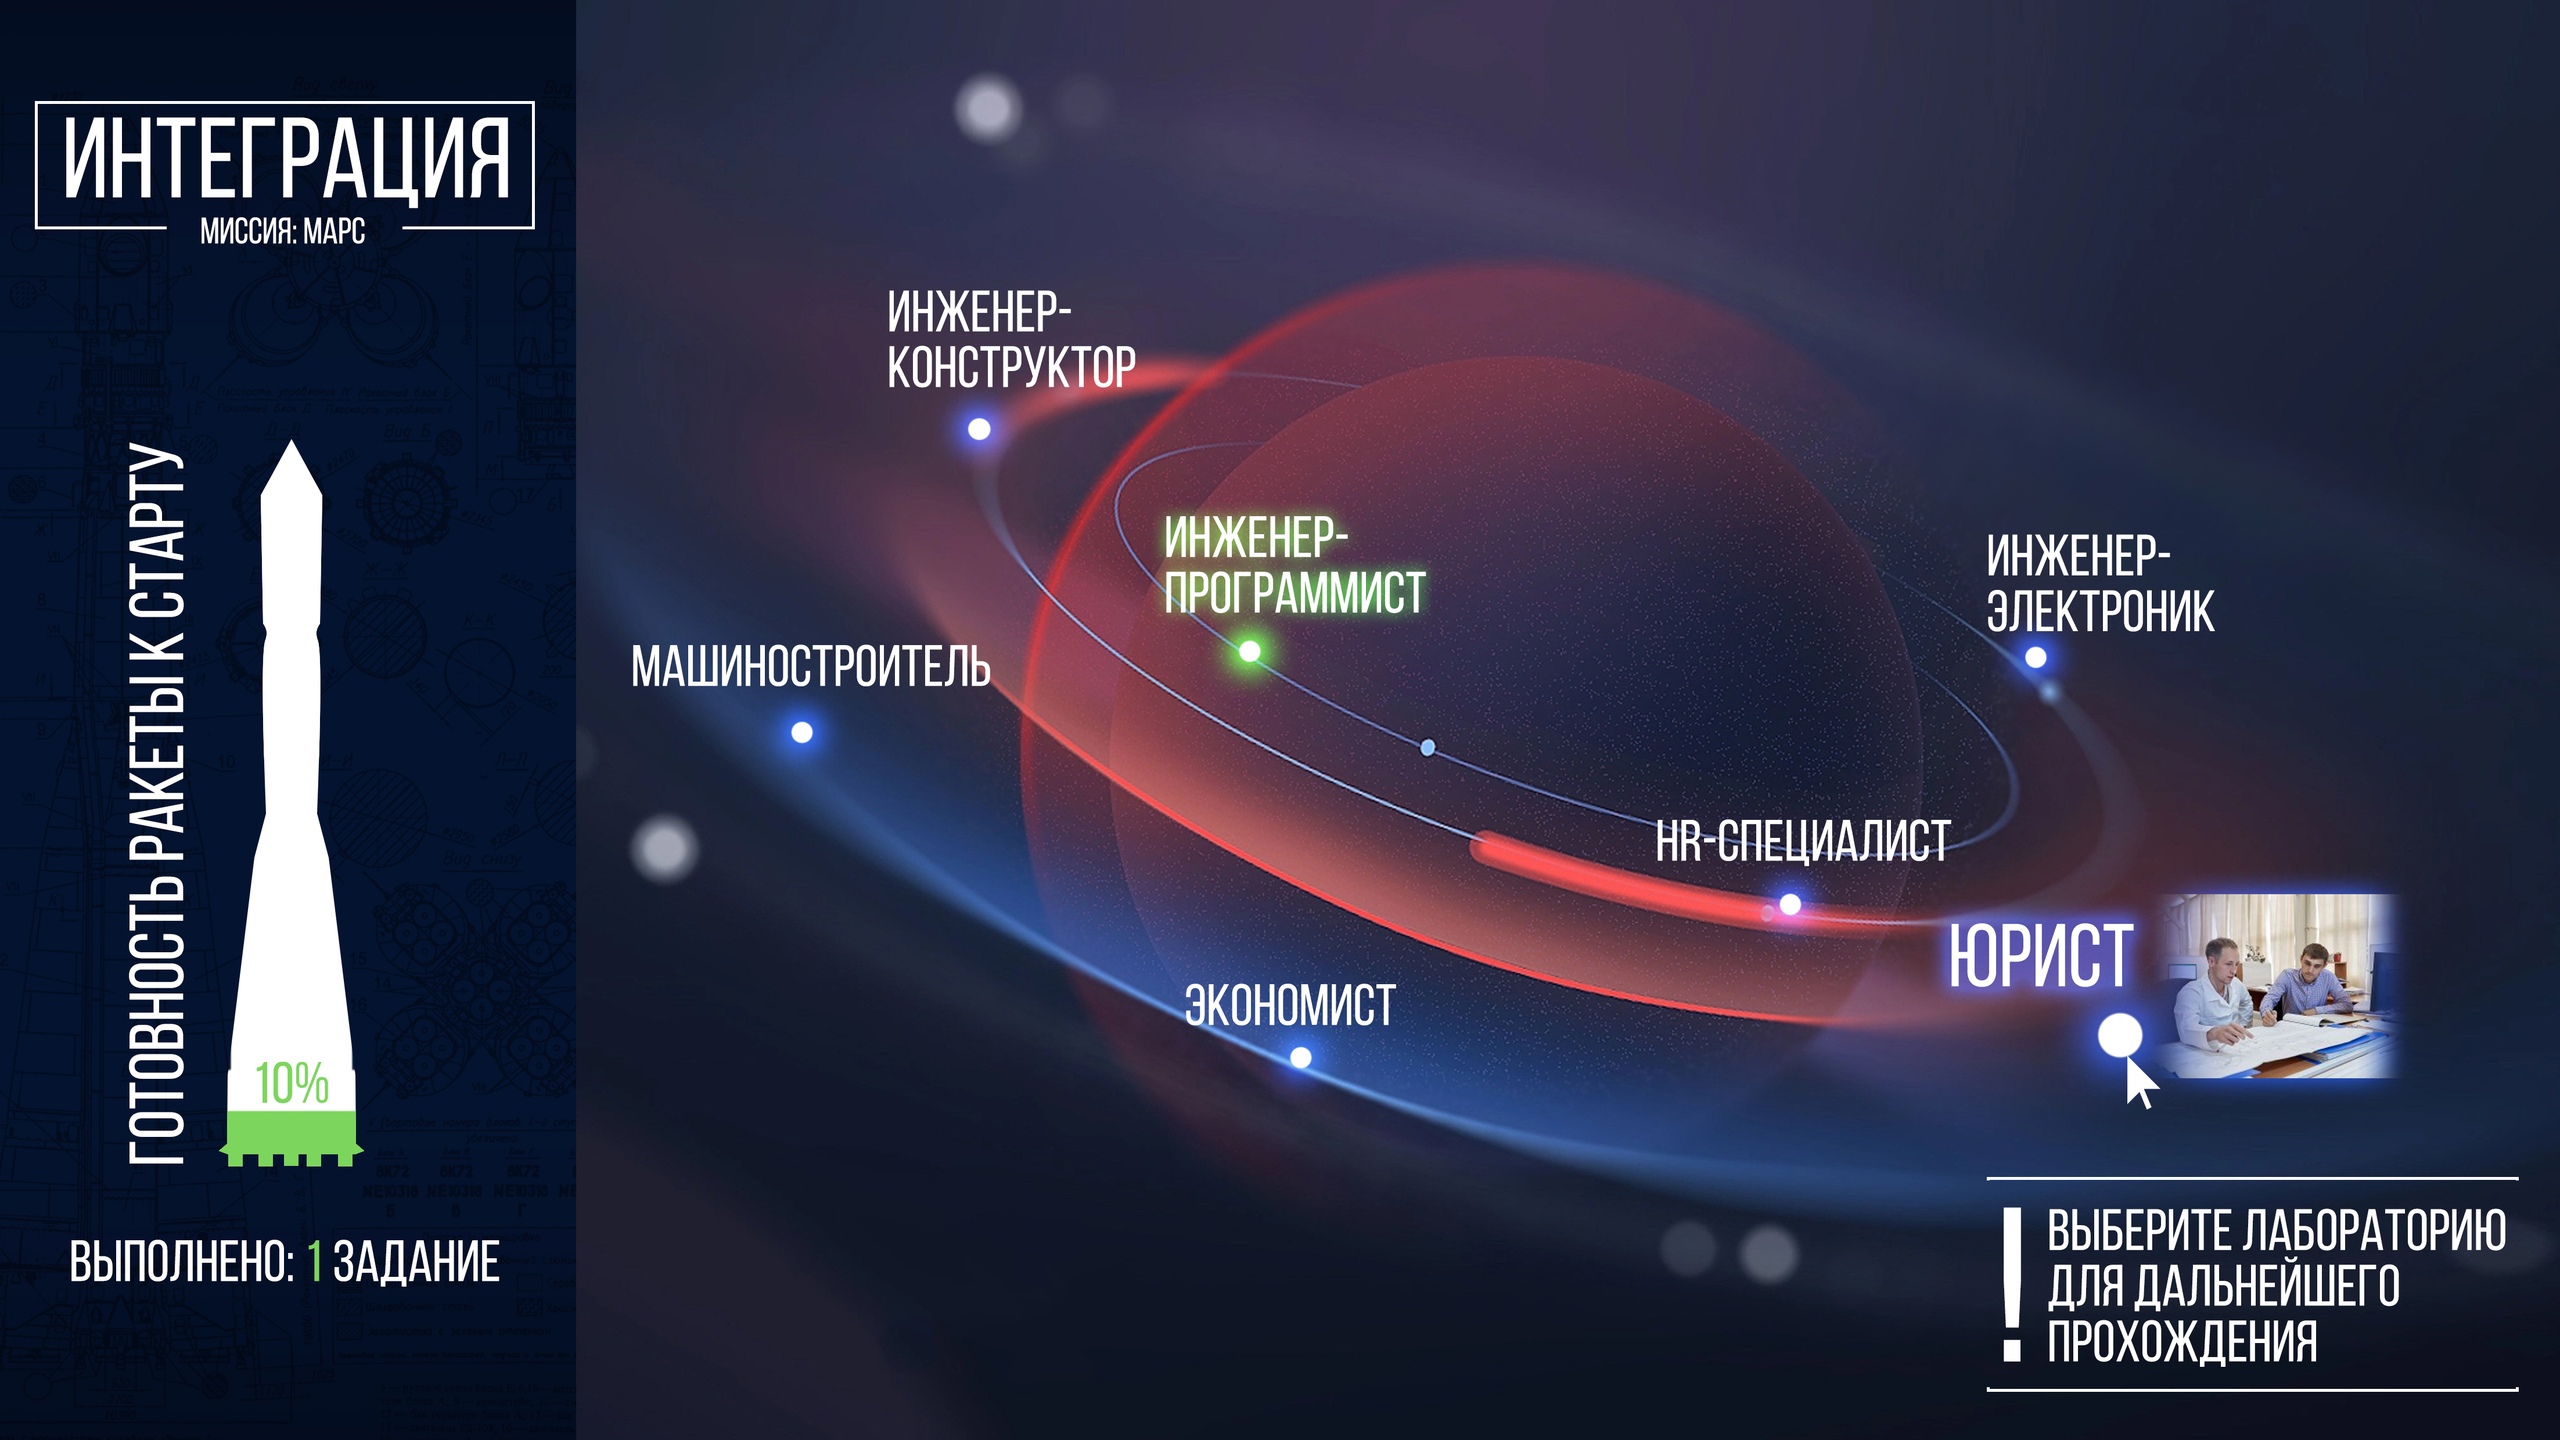 ИНТЕГРАЦИЯ
МИССИЯ: МАРС
ГОТОВНОСТЬ РАКЕТЫ К СТАРТУ
10%
ВЫПОЛНЕНО: 1 ЗАДАНИЕ
ИНЖЕНЕР-
КОНСТРУКТОР
ИНЖЕНЕР-
ПРОГРАММИСТ
ИНЖЕНЕР-
ЭЛЕКТРОНИК
МАШИНОСТРОИТЕЛЬ
HR-СПЕЦИАЛИСТ
ЮРИСТ
ЭКОНОМИСТ
! ВЫБЕРИТЕ ЛАБОРАТОРИЮ
ДЛЯ ДАЛЬНЕЙШЕГО
ПРОХОЖДЕНИЯ